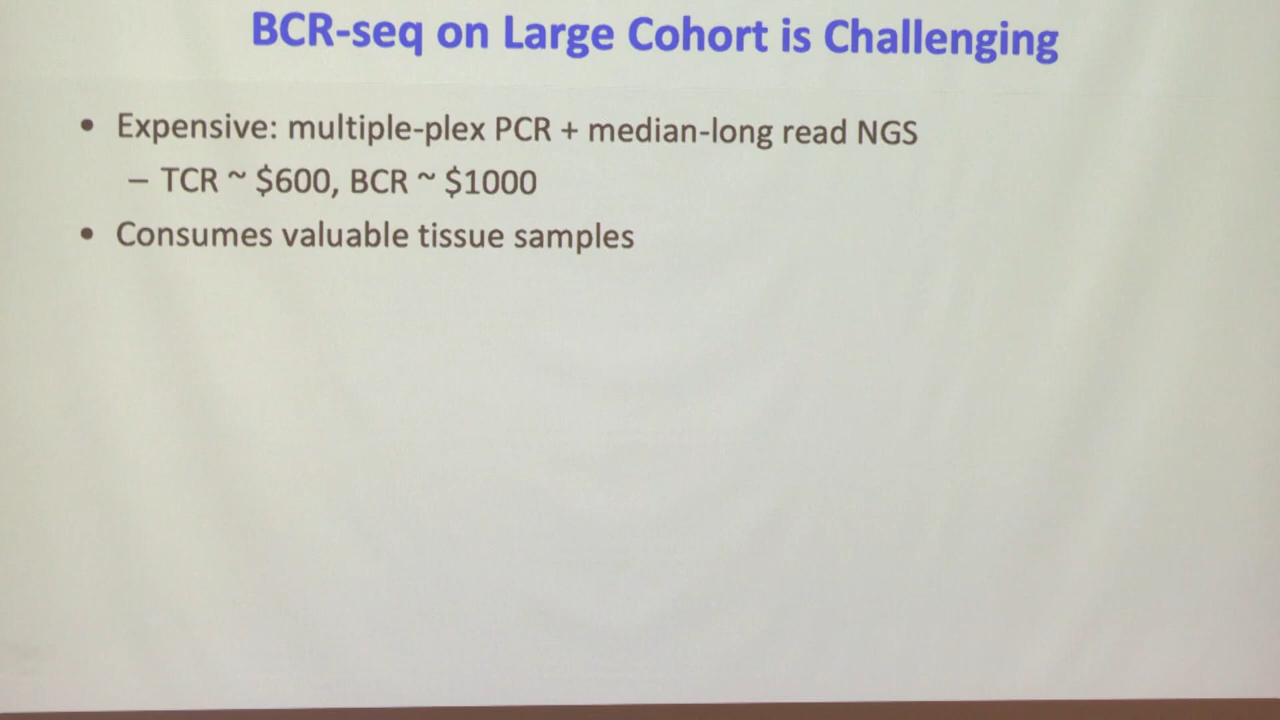 BCR-seq on Large Cohort is Challenging
• Expensive: multiple-plex PCR + median-long read NGS
– TCR ~ $600, BCR ~ $1000
• Consumes valuable tissue samples